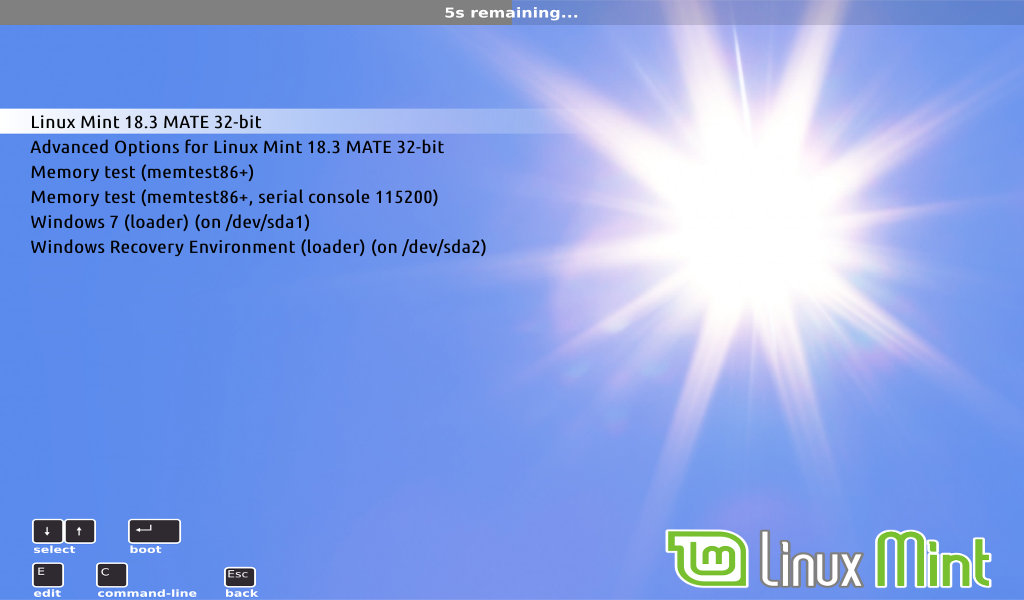 5s remaining...
Linux Mint 18.3 MATE 32-bit
Advanced Options for Linux Mint 18.3 MATE 32-bit
Memory test (memtest86+)
Memory test (memtest86+, serial console 115200)
Windows 7 (loader) (on /dev/sda1)
Windows Recovery Environment (loader) (on /dev/sda2)
↓ ↑ ↵
select boot
E C Esc
edit command-line back
lm Linux Mint